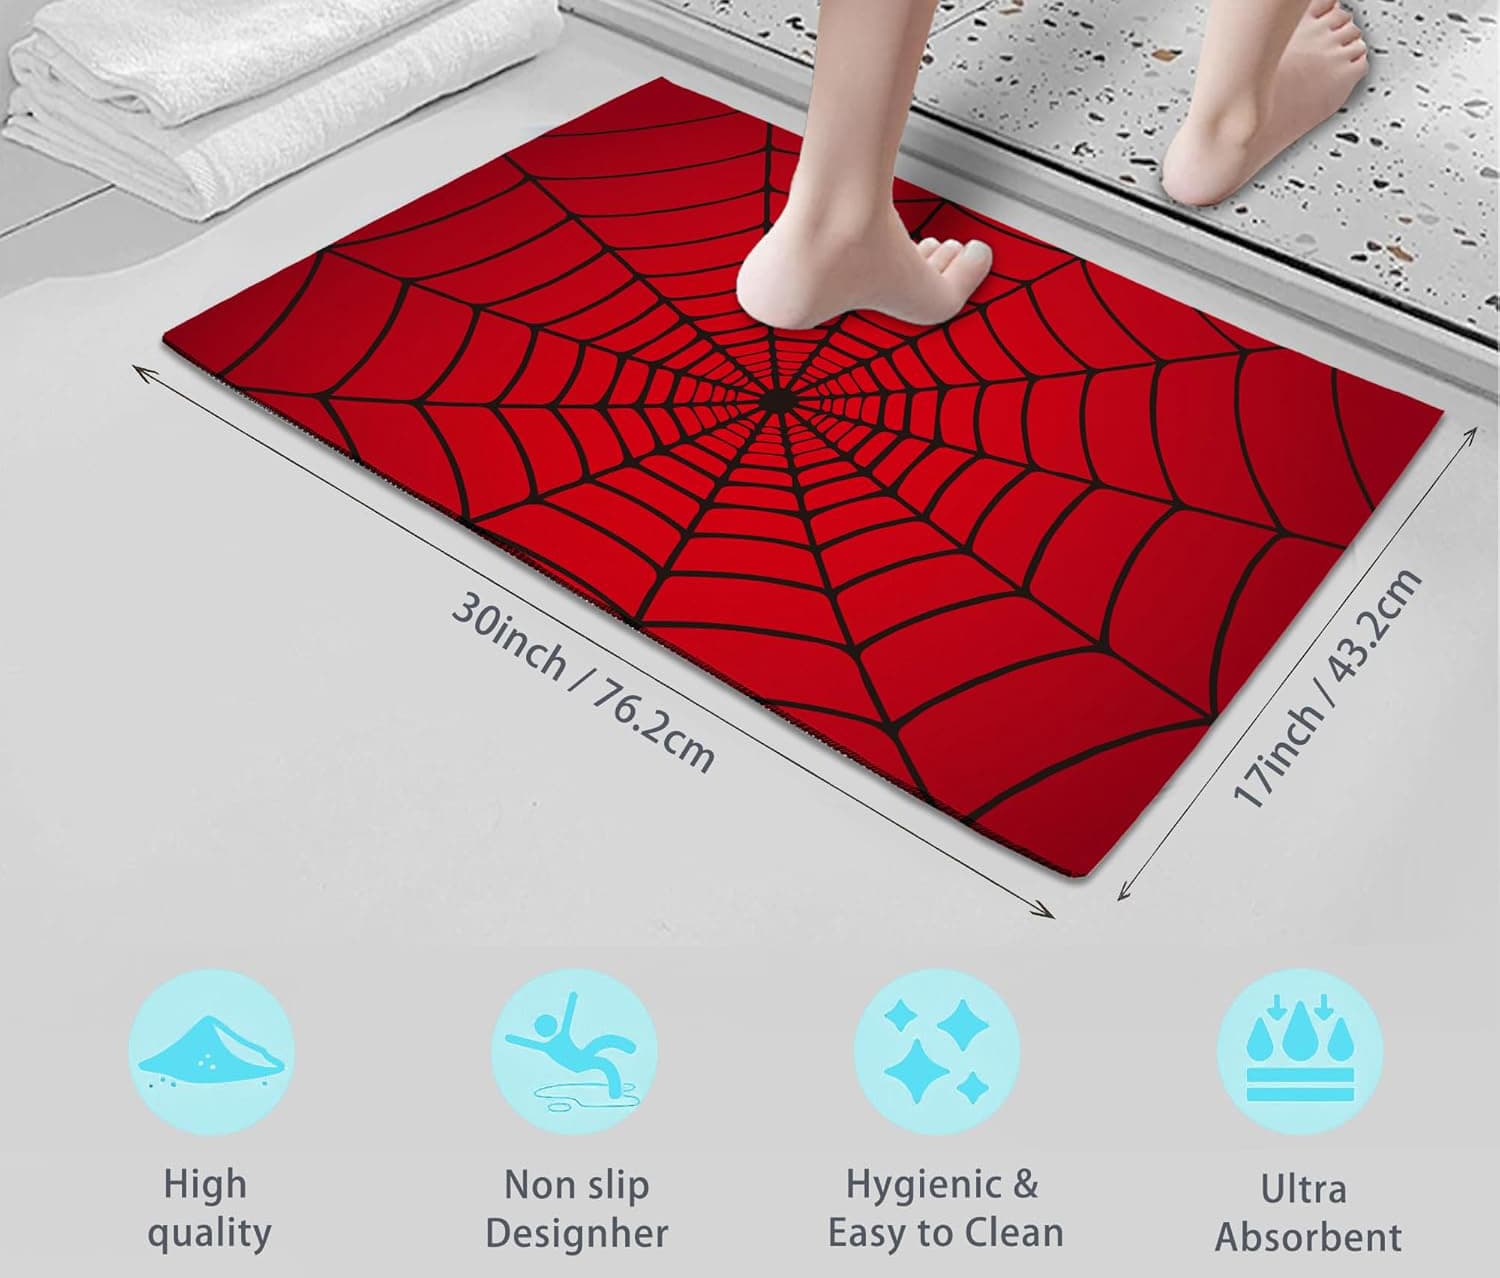 30inch / 76.2cm
17inch / 43.2cm
High
quality
Non slip
Designher
Hygienic &
Easy to Clean
Ultra
Absorbent